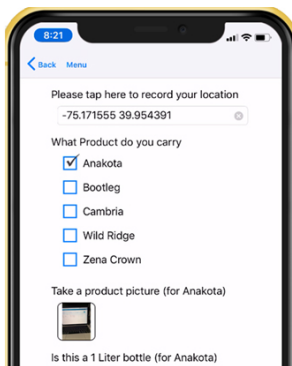 8:21
Back Menu
Please tap here to record your location
-75.171555 39.954391
What Product do you carry
Anakota
Bootleg
Cambria
Wild Ridge
Zena Crown
Take a product picture (for Anakota)
Is this a 1 Liter bottle (for Anakota)